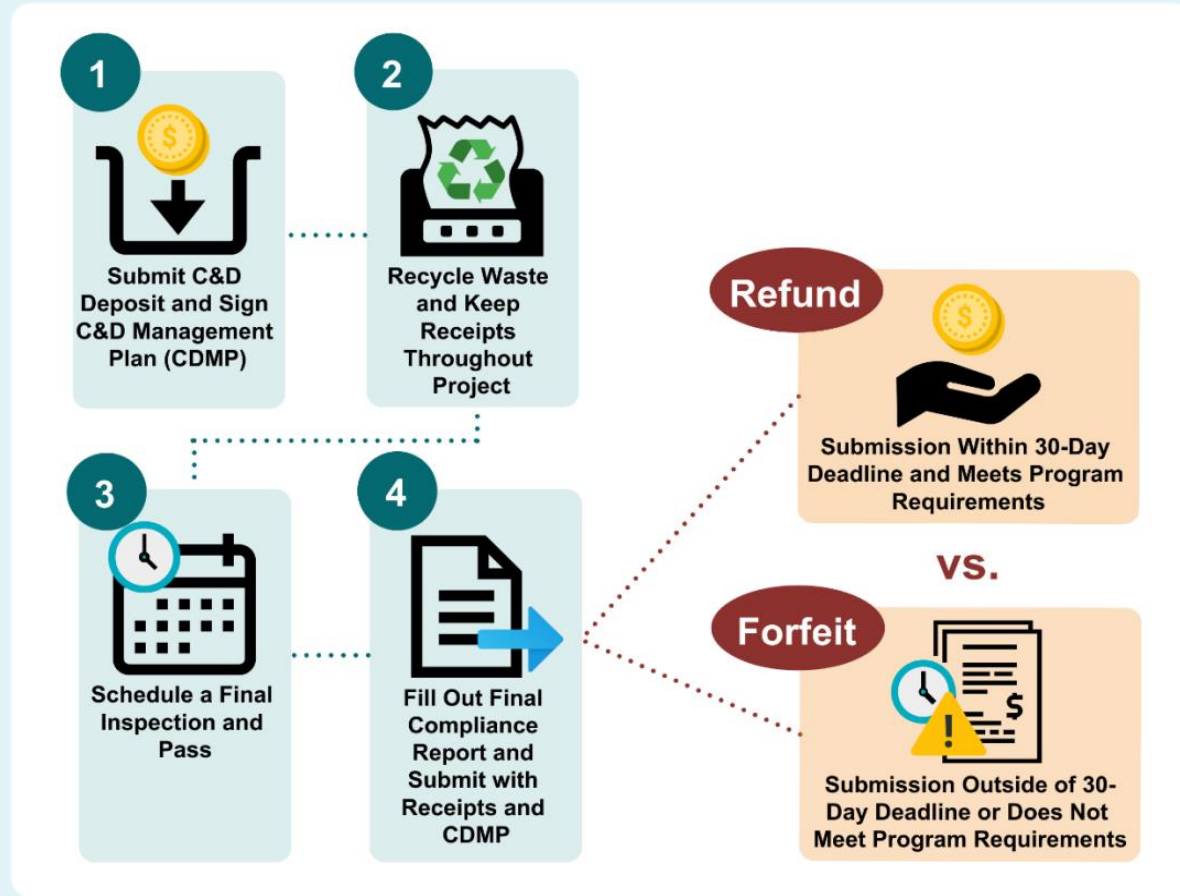 1
Submit C&D
Deposit and Sign
C&D Management
Plan (CDMP)
2
Recycle Waste
and Keep
Receipts
Throughout
Project
3
Schedule a Final
Inspection and
Pass
4
Fill Out Final
Compliance
Report and
Submit with
Receipts and
CDMP
Refund
$
Submission Within 30-Day
Deadline and Meets Program
Requirements
vs.
Forfeit
$
!
Submission Outside of 30-
Day Deadline or Does Not
Meet Program Requirements